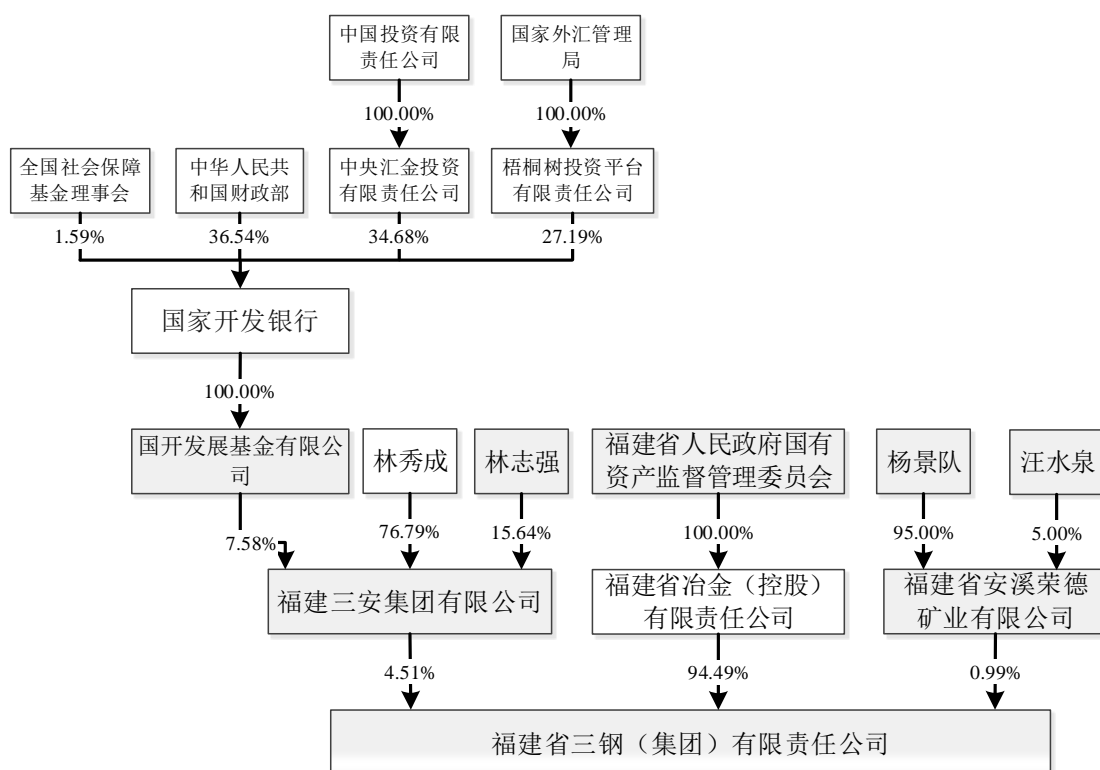 中国投资有限
责任公司
国家外汇管理
局
100.00%
100.00%
全国社会保障
基金理事会
中华人民共
和国财政部
中央汇金投资
有限责任公司
梧桐树投资平台
有限责任公司
1.59%
36.54%
34.68%
27.19%
国家开发银行
100.00%
国开发展基金有限公
司
林秀成
林志强
福建省人民政府国有
资产监督管理委员会
杨景队
汪水泉
7.58%
76.79%
15.64%
100.00%
95.00%
5.00%
福建三安集团有限公司
福建省冶金（控股）
有限责任公司
福建省安溪荣德
矿业有限公司
4.51%
94.49%
0.99%
福建省三钢（集团）有限责任公司